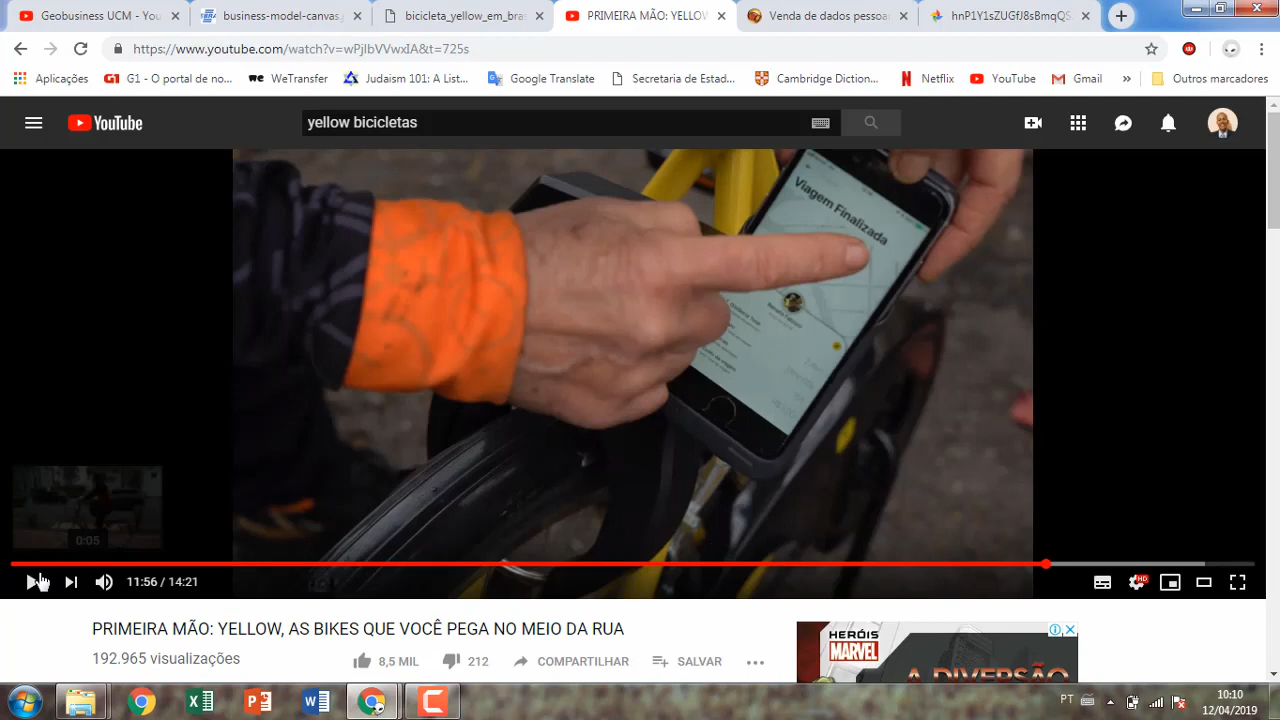 Geobusiness UCM - You
business-model-canvas
bicicleta_yellow_em
PRIMEIRA MÃO: YELLOW
Venda de dados pessoa
hnP1Y1sZUGfJ8sBmqQS
https://www.youtube.com/watch?v=wPjlbVVwxIA&t=725s
Aplicações
G1 - O portal de no...
WeTransfer
Judaism 101: A List...
Google Translate
Secretaria de Estad...
Cambridge Diction...
Netflix
YouTube
Gmail
»
Outros marcadores
YouTube
yellow bicicletas
Viagem Finalizada
0:05
11:56 / 14:21
HD
PRIMEIRA MÃO: YELLOW, AS BIKES QUE VOCÊ PEGA NO MEIO DA RUA
192.965 visualizações
8,5 MIL
212
COMPARTILHAR
SALVAR
HERÓIS
MARVEL
A DIVERSÃO
PT
10:10
12/04/2019